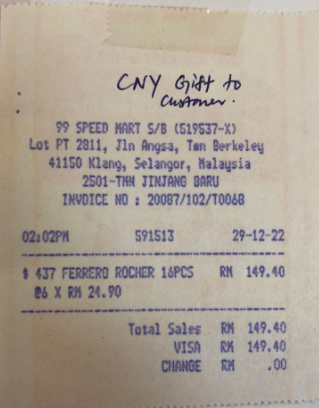 CNY Gift to
Customer.
99 SPEED MART S/B (519537-X)
Lot PT 2811, Jln Angsa, Tmn Berkeley
41150 Klang, Selangor, Malaysia
2501-TMN JINJANG BARU
INVOICE NO : 20087/102/T0068
02:02PM 591513 29-12-22
$ 437 FERRERO ROCHER 16PCS RM 149.40
@6 X RM 24.90
Total Sales RM 149.40
VISA RM 149.40
CHANGE RM .00